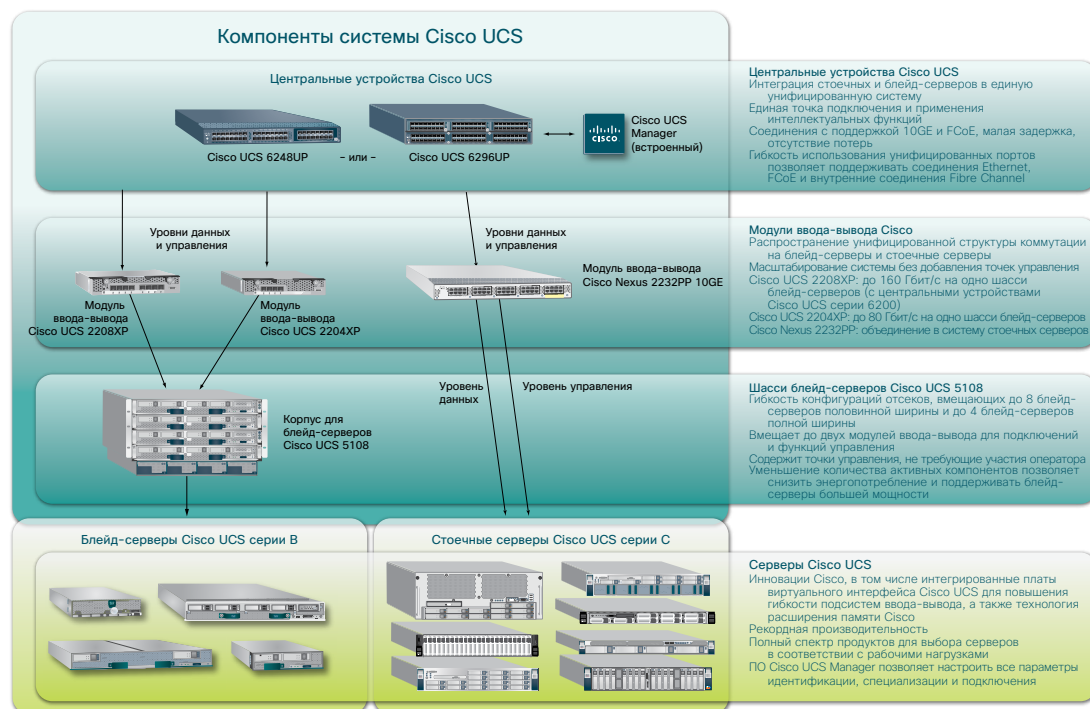 Компоненты системы Cisco UCS
Центральные устройства Cisco UCS
Cisco UCS 6248UP
– или –
Cisco UCS 6296UP
CISCO
Cisco UCS
Manager
(встроенный)
Центральные устройства Cisco UCS
Интеграция стоечных и блейд-серверов в единую
унифицированную систему
Единая точка подключения и применения
интеллектуальных функций
Соединения с поддержкой 10GE и FCoE, малая задержка,
отсутствие потерь
Гибкость использования унифицированных портов
позволяет поддерживать соединения Ethernet,
FCoE и внутренние соединения Fibre Channel
Уровни данных
и управления
Уровни данных
и управления
Модуль
ввода-вывода
Cisco UCS 2208XP
Модуль
ввода-вывода
Cisco UCS 2204XP
Модуль ввода-вывода
Cisco Nexus 2232PP 10GE
Модули ввода-вывода Cisco
Распространение унифицированной структуры коммутации
на блейд-серверы и стоечные серверы
Масштабирование системы без добавления точек управления
Cisco UCS 2208XP: до 160 Гбит/с на одно шасси
блейд-серверов (с центральными устройствами
Cisco UCS серии 6200)
Cisco UCS 2204XP: до 80 Гбит/с на одно шасси блейд-серверов
Cisco Nexus 2232PP: объединение в систему стоечных серверов
Уровень
данных
Уровень управления
Корпус для
блейд-серверов
Cisco UCS 5108
Шасси блейд-серверов Cisco UCS 5108
Гибкость конфигураций отсеков, вмещающих до 8 блейд-
серверов половинной ширины и до 4 блейд-серверов
полной ширины
Вмещает до двух модулей ввода-вывода для подключений
и функций управления
Содержит точки управления, не требующие участия оператора
Уменьшение количества активных компонентов позволяет
снизить энергопотребление и поддерживать блейд-
серверы большей мощности
Блейд-серверы Cisco UCS серии B
Стоечные серверы Cisco UCS серии C
Серверы Cisco UCS
Инновации Cisco, в том числе интегрированные платы
виртуального интерфейса Cisco UCS для повышения
гибкости подсистем ввода-вывода, а также технология
расширения памяти Cisco
Рекордная производительность
Полный спектр продуктов для выбора серверов
в соответствии с рабочими нагрузками
ПО Cisco UCS Manager позволяет настроить все параметры
идентификации, специализации и подключения